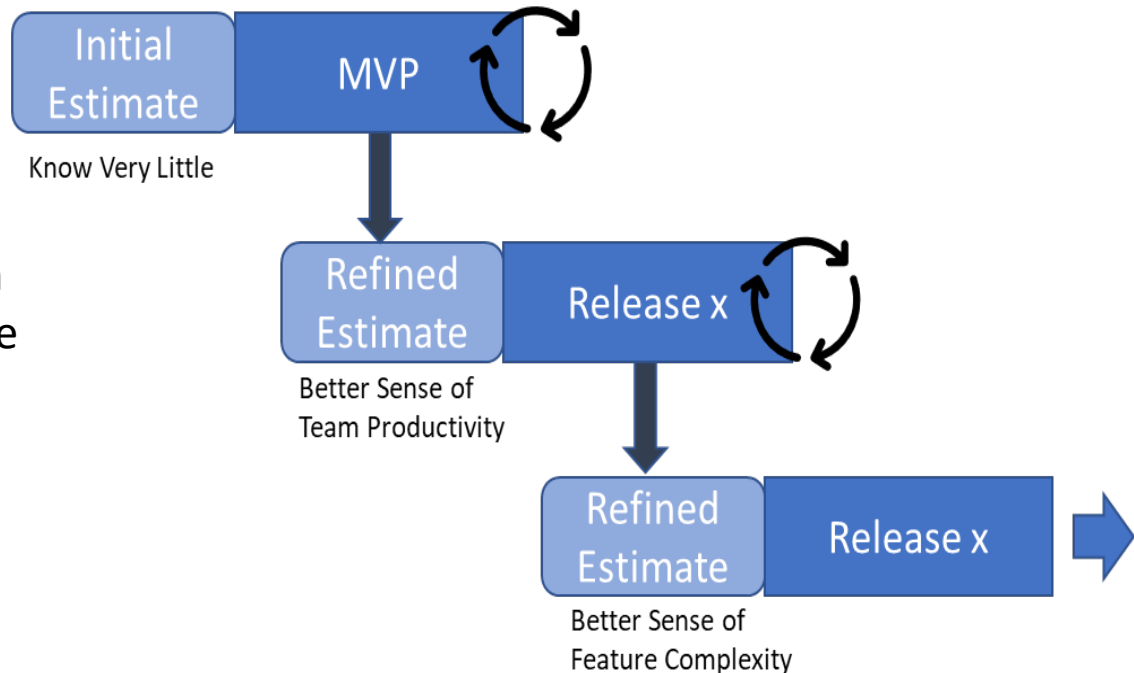 Initial
Estimate
MVP
Know Very Little
Refined
Estimate
Release x
Better Sense of
Team Productivity
e
Refined
Estimate
Release x
Better Sense of
Feature Complexity